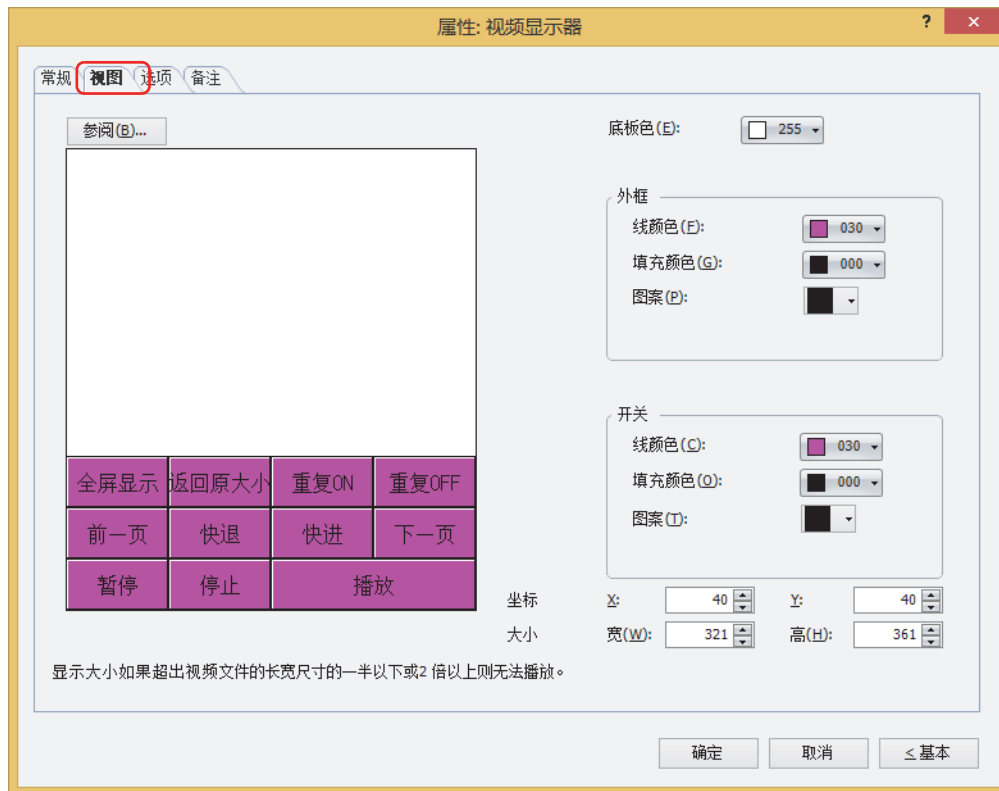 属性: 视频显示器
?
×
常规 视图 选项 备注
参阅(B)...
底板色(E): 255
外框
线颜色(F): 030
填充颜色(G): 000
图案(P):
开关
线颜色(C): 030
填充颜色(O): 000
图案(T):
全屏显示 返回原大小 重复ON 重复OFF
前一页 快退 快进 下一页
暂停 停止 播放
坐标 X: 40 Y: 40
大小 宽(W): 321 高(H): 361
显示大小如果超出视频文件的长宽尺寸的一半以下或2 倍以上则无法播放。
确定 取消 <基本